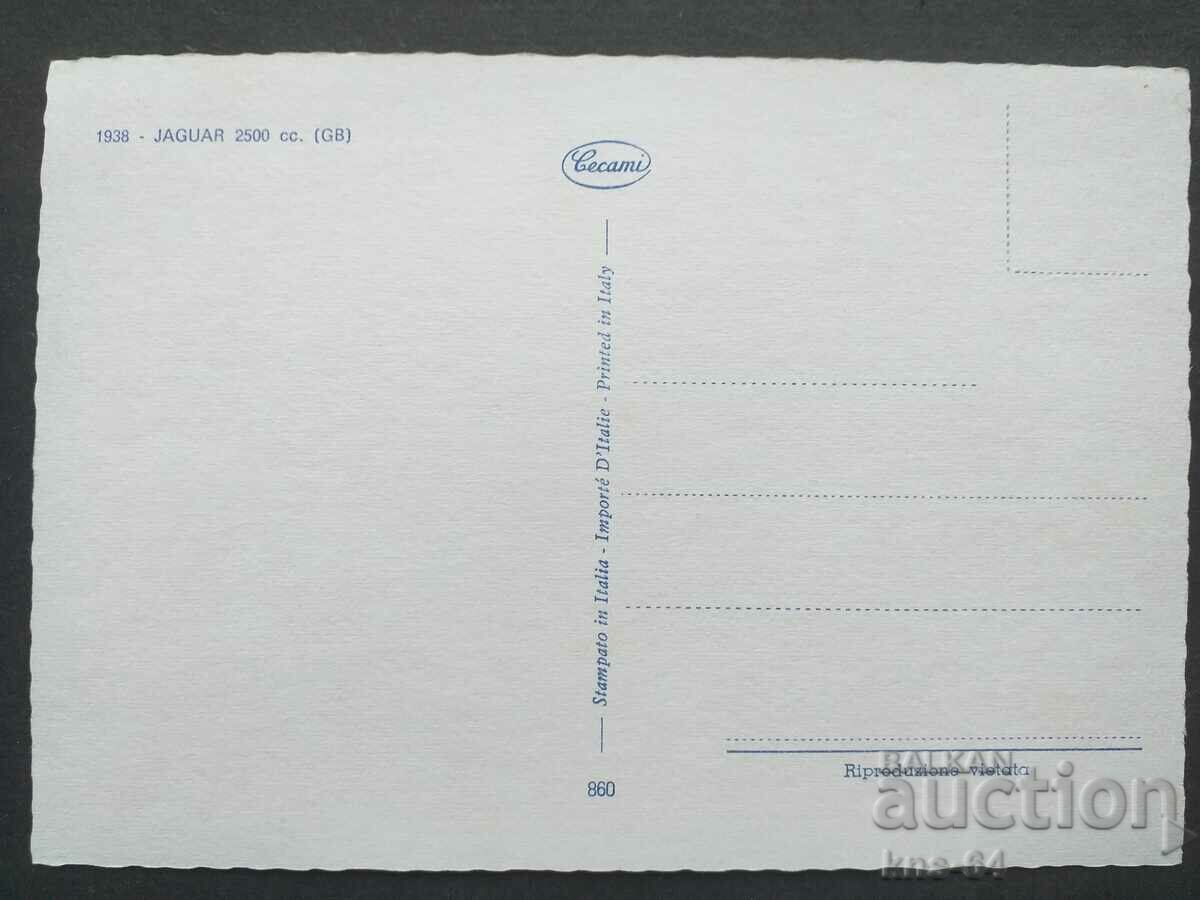 1938 - JAGUAR 2500 cc. (GB)
Cecami
Stampato in Italia - Importé D'Italie - Printed in Italy
860
Riproduzione vietata
BALKAN
auction
kns-64